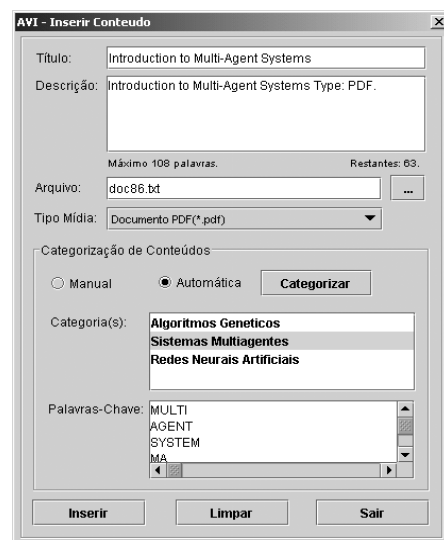 AVI - Inserir Conteudo
Título: Introduction to Multi-Agent Systems
Descrição: Introduction to Multi-Agent Systems Type: PDF.
Máximo 108 palavras. Restantes: 63.
Arquivo: doc86.txt ...
Tipo Mídia: Documento PDF(*.pdf)
Categorização de Conteúdos
Manual Automática Categorizar
Categoria(s): Algoritmos Geneticos
Sistemas Multiagentes
Redes Neurais Artificiais
Palavras-Chave: MULTI
AGENT
SYSTEM
MA
Inserir Limpar Sair